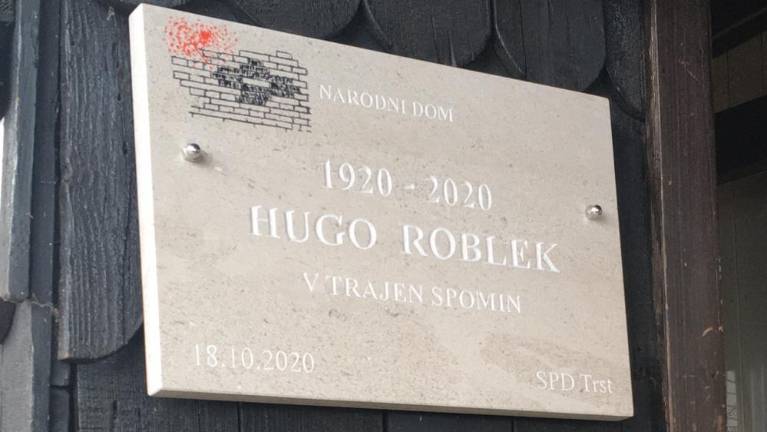 NARODNI DOM
1920 - 2020
HUGO ROBLEK
V TRAJEN SPOMIN
18.10.2020
SPD Trst